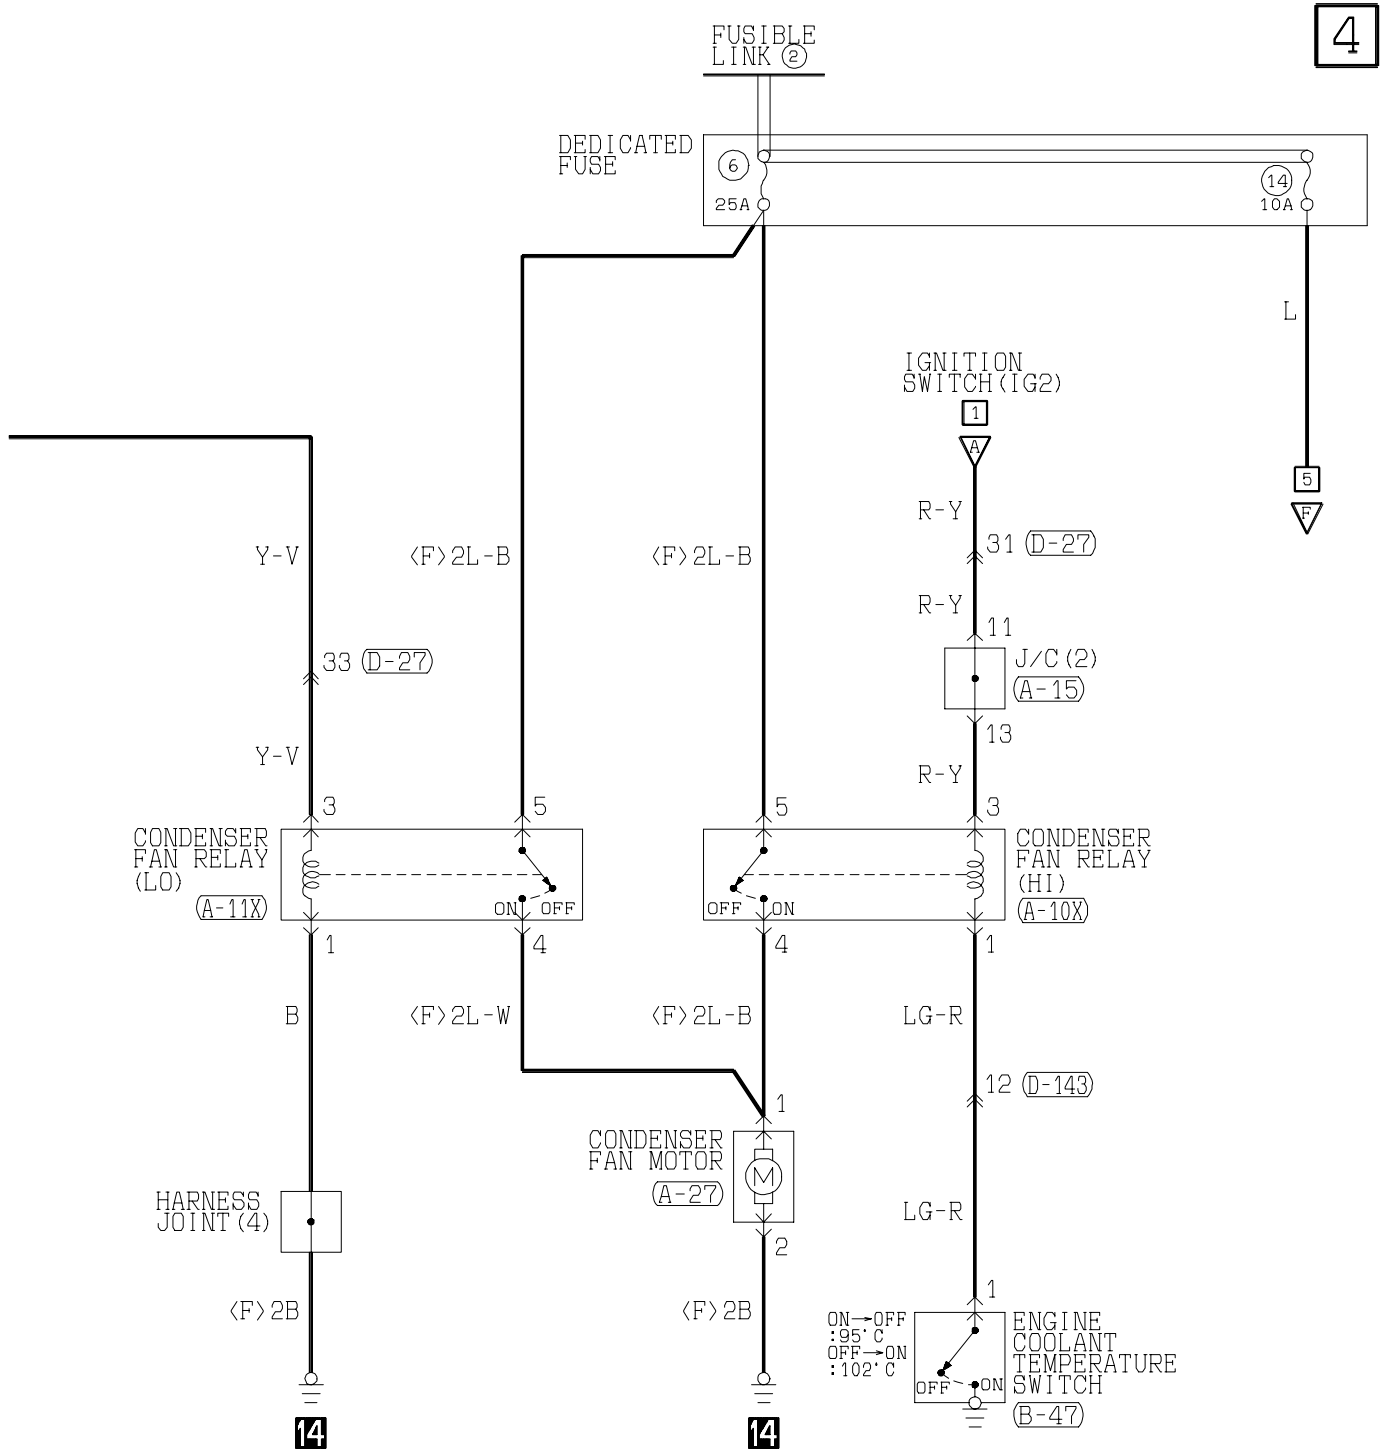 4
FUSIBLE
LINK 2
DEDICATED
FUSE
6
25A
14
10A
L
IGNITION
SWITCH(IG2)
1
A
5
F
R-Y
31 D-27
Y-V
<F>2L-B
<F>2L-B
R-Y
11
33 D-27
J/C(2)
A-15
13
Y-V
R-Y
3
5
5
3
CONDENSER
FAN RELAY
(LO)
A-11X
ON
OFF
OFF
ON
CONDENSER
FAN RELAY
(HI)
A-10X
1
4
4
1
B
<F>2L-W
<F>2L-B
LG-R
12 D-143
1
CONDENSER
FAN MOTOR
A-27
M
2
HARNESS
JOINT(4)
LG-R
1
<F>2B
<F>2B
ON→OFF
:95°C
OFF→ON
:102°C
OFF
ON
ENGINE
COOLANT
TEMPERATURE
SWITCH
B-47
14
14